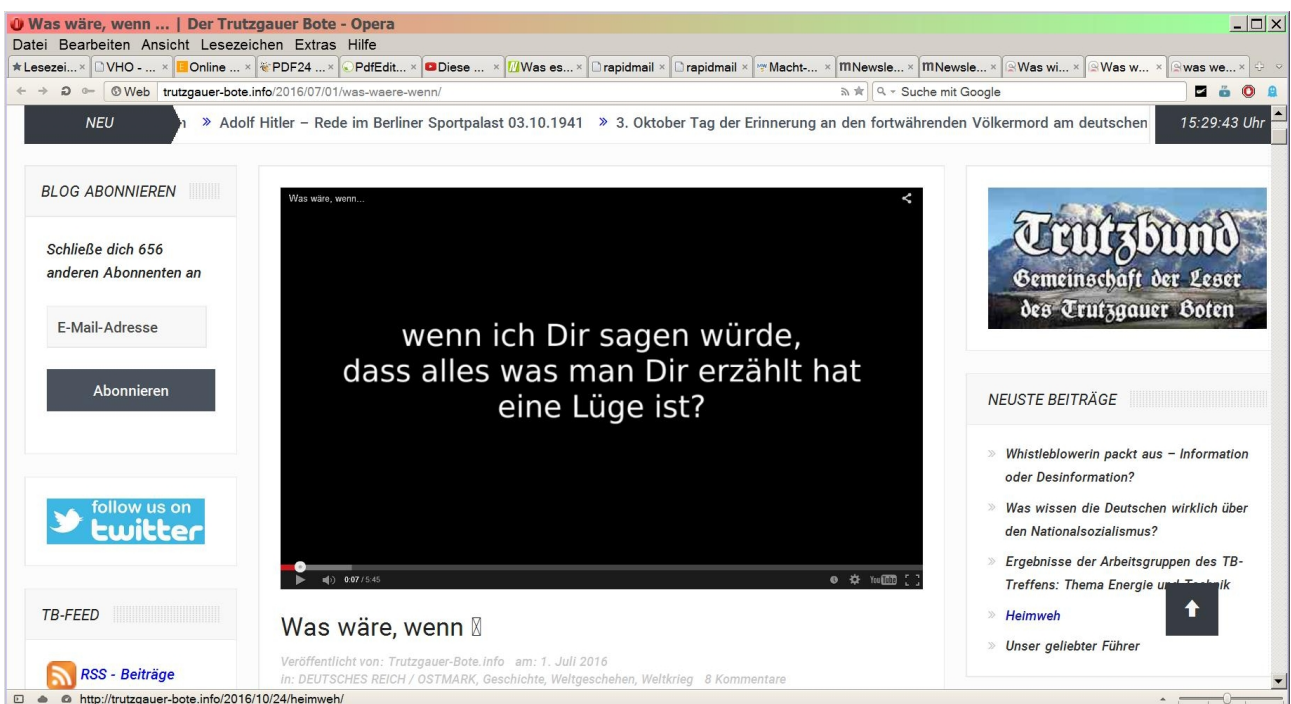 Was wäre, wenn ... | Der Trutzgauer Bote - Opera
Datei Bearbeiten Ansicht Lesezeichen Extras Hilfe
Lesezei... VHO - ... Online ... PDF24 ... PdfEdit... Diese ... Was es... rapidmail rapidmail Macht-... Newsle... Newsle... Was wi... Was w... was we...
Web trutzgauer-bote.info/2016/07/01/was-waere-wenn/ Suche mit Google
NEU » Adolf Hitler – Rede im Berliner Sportpalast 03.10.1941 » 3. Oktober Tag der Erinnerung an den fortwährenden Völkermord am deutschen 15:29:43 Uhr
BLOG ABONNIEREN
Schließe dich 656
anderen Abonnenten an
E-Mail-Adresse
Abonnieren
follow us on
twitter
TB-FEED
RSS - Beiträge
Was wäre, wenn...
wenn ich Dir sagen würde,
dass alles was man Dir erzählt hat
eine Lüge ist?
0:07 / 5:45 YouTube
Was wäre, wenn
Veröffentlicht von: Trutzgauer-Bote.info am: 1. Juli 2016
in: DEUTSCHES REICH / OSTMARK, Geschichte, Weltgeschehen, Weltkrieg 8 Kommentare
Trutzbund
Gemeinschaft der Leser
des Trutzgauer Boten
NEUSTE BEITRÄGE
» Whistleblowerin packt aus – Information
oder Desinformation?
» Was wissen die Deutschen wirklich über
den Nationalsozialismus?
» Ergebnisse der Arbeitsgruppen des TB-
Treffens: Thema Energie und Technik
» Heimweh
» Unser geliebter Führer
http://trutzgauer-bote.info/2016/10/24/heimweh/